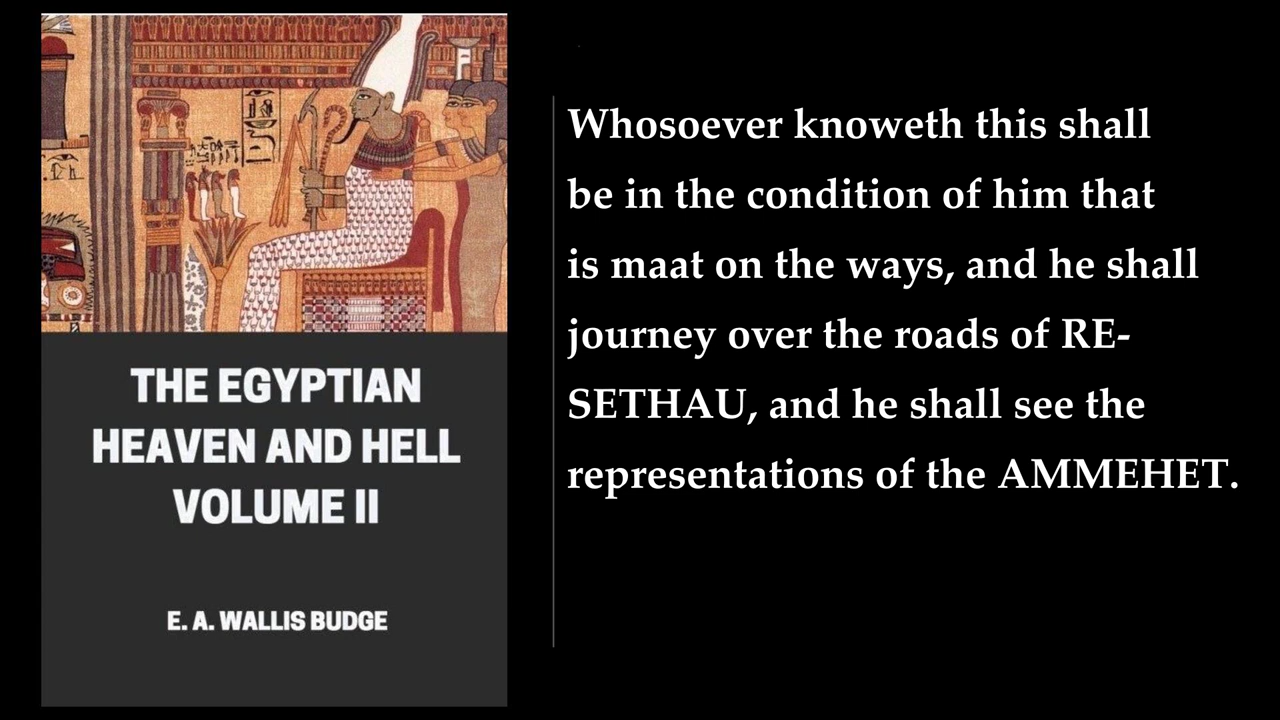 THE EGYPTIAN
HEAVEN AND HELL
VOLUME II
E. A. WALLIS BUDGE
Whosoever knoweth this shall
be in the condition of him that
is maat on the ways, and he shall
journey over the roads of RE-
SETHAU, and he shall see the
representations of the AMMEHET.